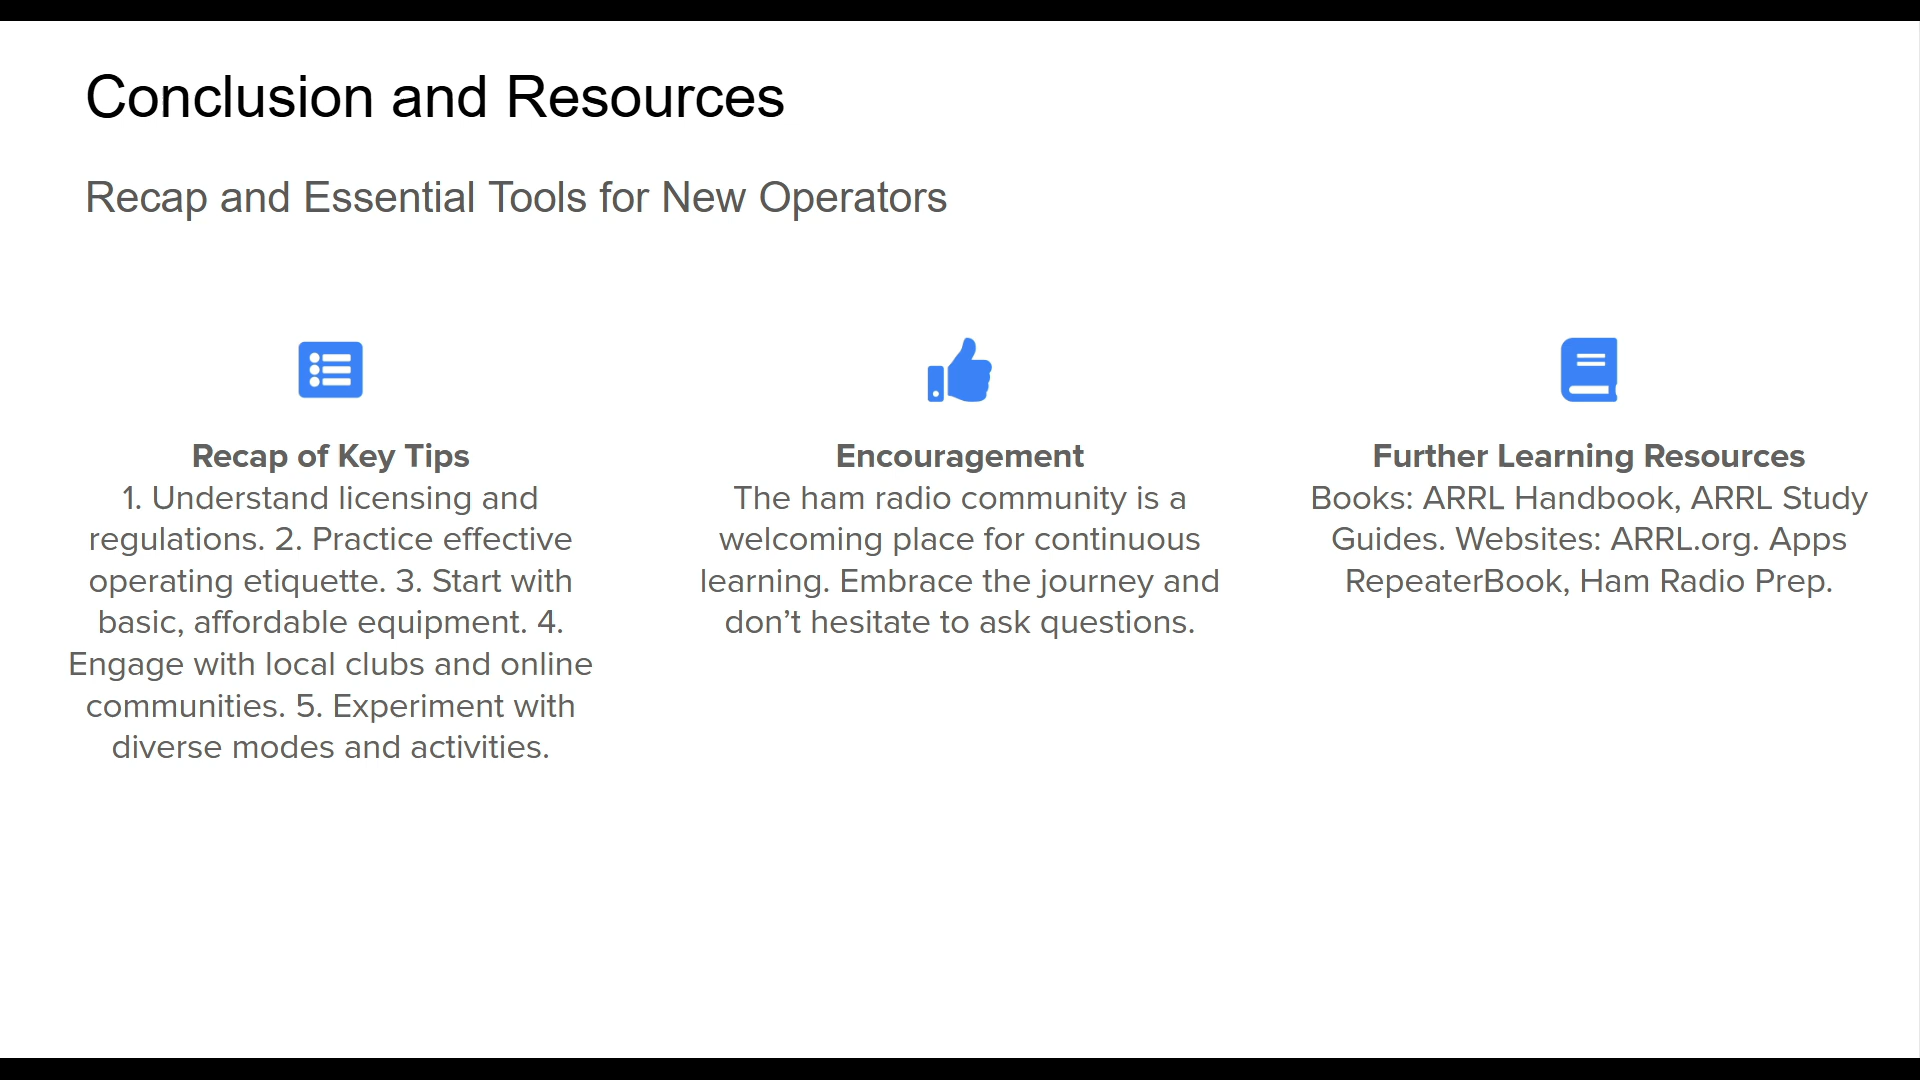 Conclusion and Resources
Recap and Essential Tools for New Operators
Recap of Key Tips
1. Understand licensing and
regulations. 2. Practice effective
operating etiquette. 3. Start with
basic, affordable equipment. 4.
Engage with local clubs and online
communities. 5. Experiment with
diverse modes and activities.
Encouragement
The ham radio community is a
welcoming place for continuous
learning. Embrace the journey and
don’t hesitate to ask questions.
Further Learning Resources
Books: ARRL Handbook, ARRL Study
Guides. Websites: ARRL.org. Apps
RepeaterBook, Ham Radio Prep.